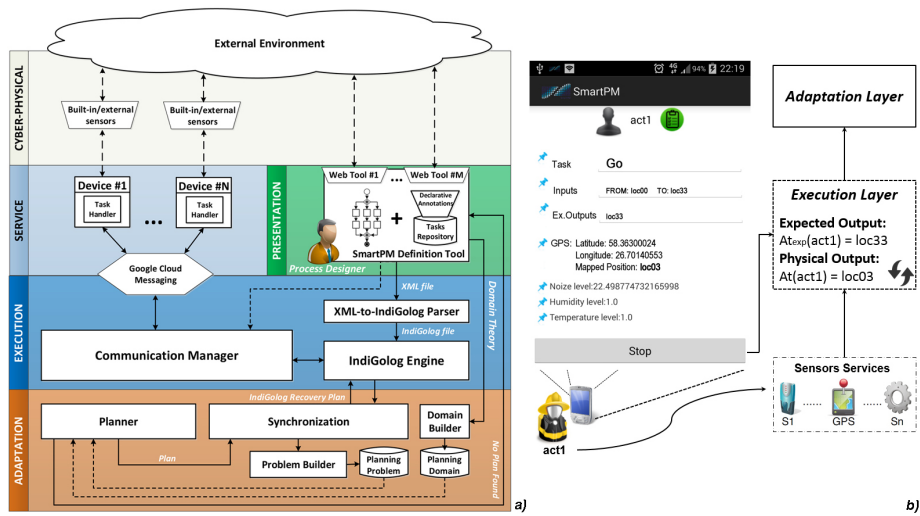 External Environment
CYBER-PHYSICAL
Built-in/external
sensors
Built-in/external
sensors
SERVICE
Device #1
Task
Handler
...
Device #N
Task
Handler
Google Cloud
Messaging
PRESENTATION
Web Tool #1
...
Web Tool #M
Declarative
Annotations
+
Tasks
Repository
SmartPM Definition Tool
Process Designer
XML file
Domain Theory
EXECUTION
XML-to-IndiGolog Parser
IndiGolog file
Communication Manager
IndiGolog Engine
IndiGolog Recovery Plan
ADAPTATION
Planner
Synchronization
Domain
Builder
Plan
Problem Builder
Planning
Problem
Planning
Domain
No Plan Found
a)
4G
94%
22:19
SmartPM
act1
Task
Go
Inputs
FROM: loc00 TO: loc33
Ex.Outputs
loc33
GPS: Latitude: 58.36300024
Longitude: 26.70140553
Mapped Position: loc03
Noize level:22.498774732165998
Humidity level:1.0
Temperature level:1.0
Stop
act1
Adaptation Layer
Execution Layer
Expected Output:
Atexp(act1) = loc33
Physical Output:
At(act1) = loc03
Sensors Services
S1
......
GPS
......
Sn
b)